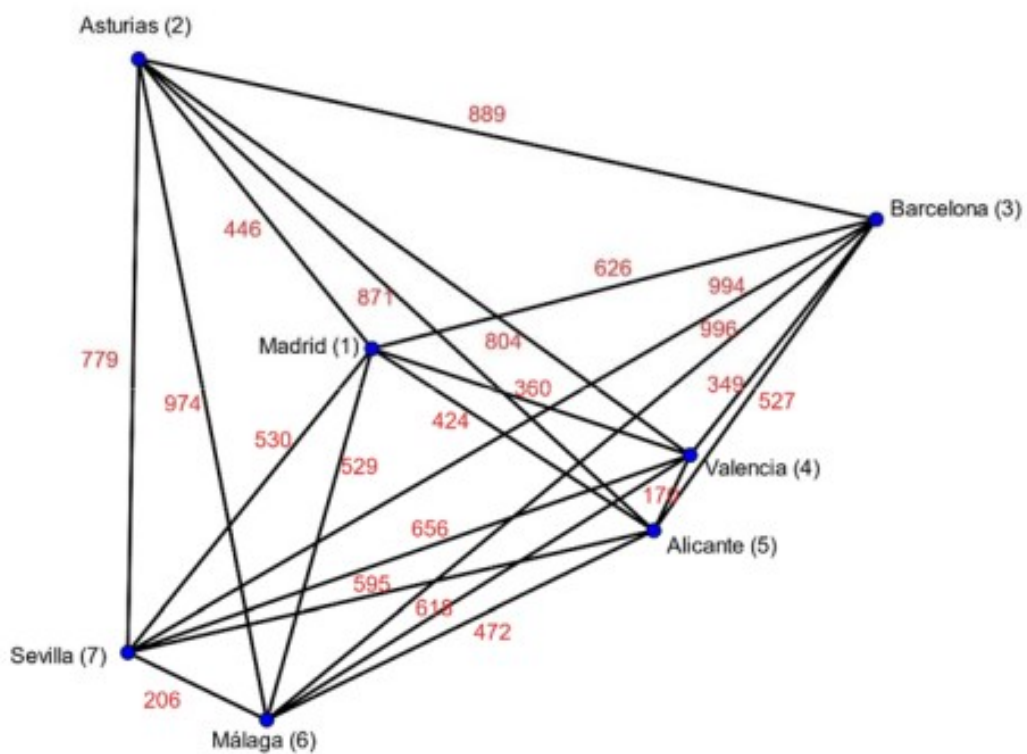 Asturias (2)
889
Barcelona (3)
446
626
994
871
996
Madrid (1)
804
779
360
349
527
974
424
530
529
Valencia (4)
656
Alicante (5)
595
618
472
Sevilla (7)
206
Málaga (6)